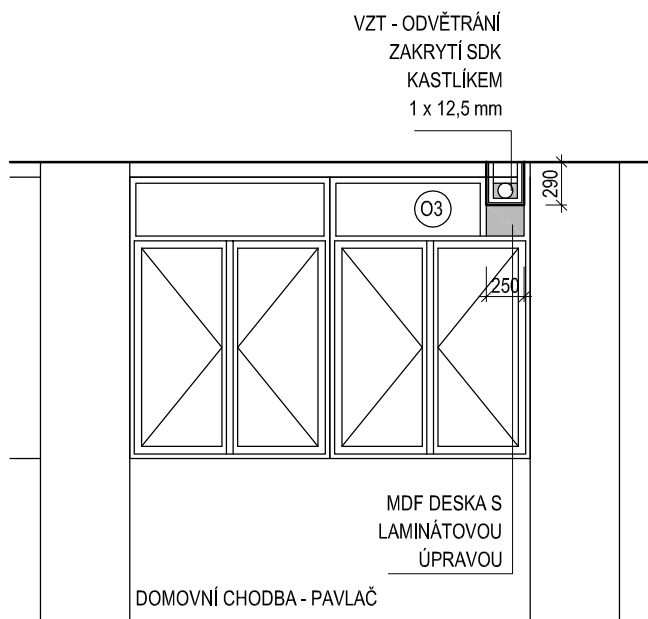 VZT - ODVĚTRÁNÍ
ZAKRYTÍ SDK
KASTLÍKEM
1 x 12,5 mm
290
O3
250
MDF DESKA S
LAMINÁTOVOU
ÚPRAVOU
DOMOVNÍ CHODBA - PAVLAČ